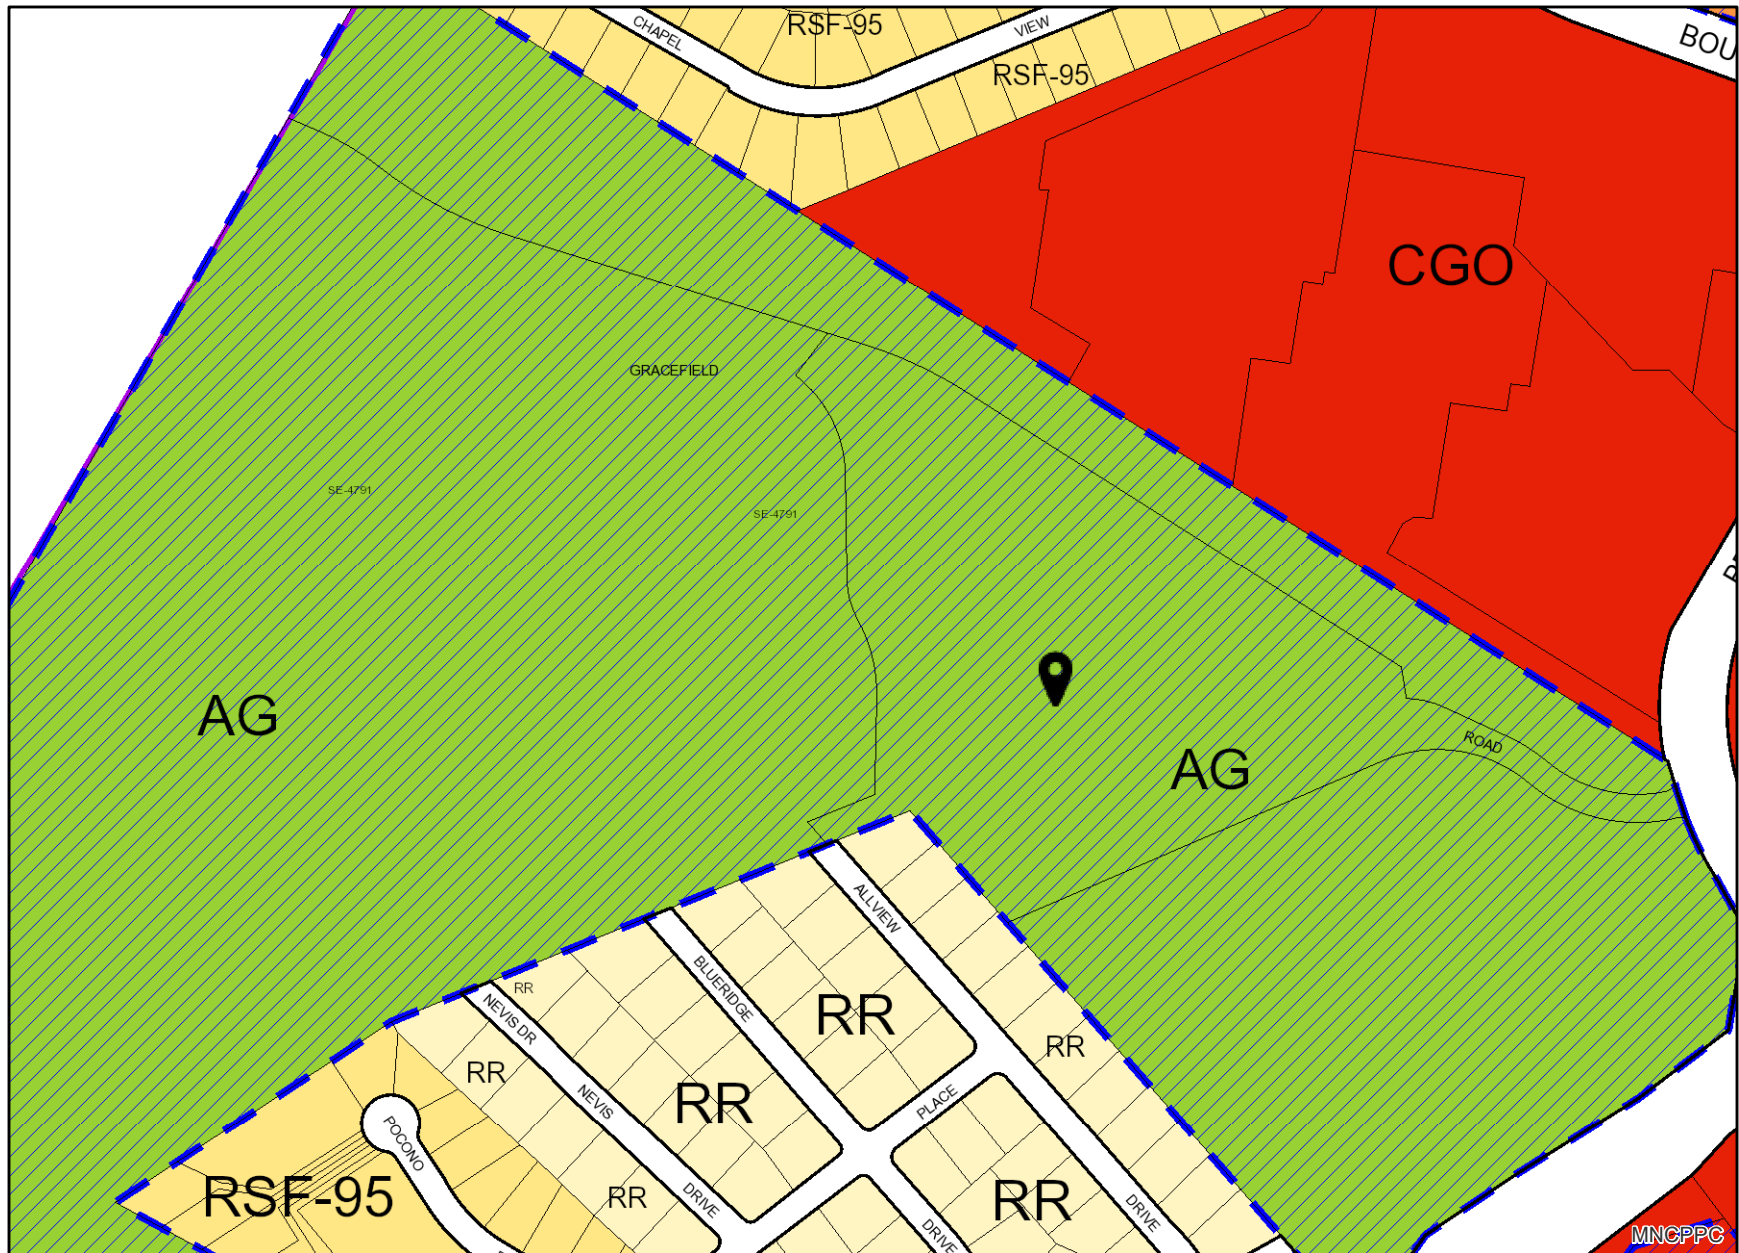 RSF-95
CHAPEL
VIEW
BOU
RSF-95
CGO
GRACEFIELD
SE-4791
SE-4791
AG
ROAD
AG
ALLVIEW
BLUERIDGE
RR
NEVIS DR
RR
RR
RR
RR
NEVIS
PLACE
POCONO
RSF-95
RR
DRIVE
RR
DRIVE
DRIVE
MNCPPC